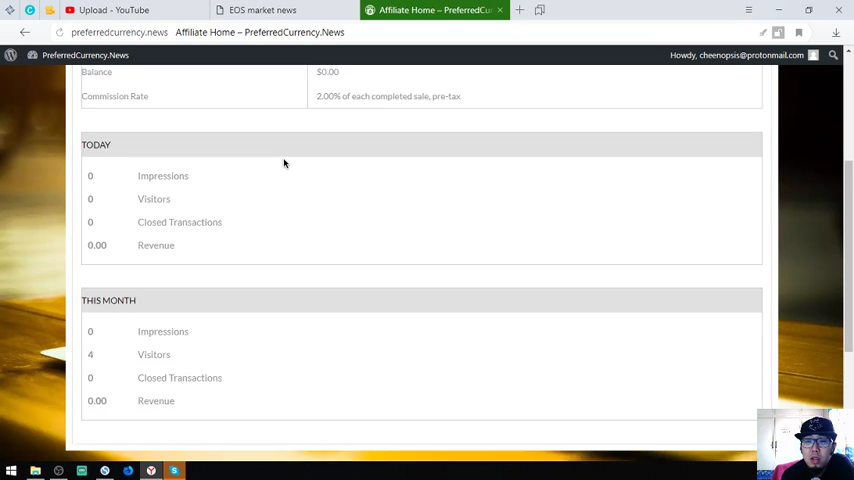 Upload - YouTube
EOS market news
Affiliate Home – PreferredCur
preferredcurrency.news Affiliate Home – PreferredCurrency.News
PreferredCurrency.News
Howdy, cheenopsis@protonmail.com
Balance $0.00
Commission Rate 2.00% of each completed sale, pre-tax
TODAY
0 Impressions
0 Visitors
0 Closed Transactions
0.00 Revenue
THIS MONTH
0 Impressions
4 Visitors
0 Closed Transactions
0.00 Revenue